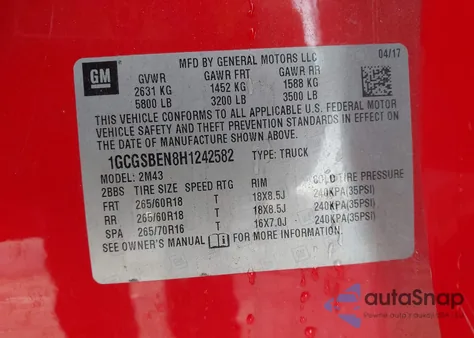 GM
MFD BY GENERAL MOTORS LLC
04/17
GVWR GAWR FRT GAWR RR
2631 KG 1452 KG 1588 KG
5800 LB 3200 LB 3500 LB
THIS VEHICLE CONFORMS TO ALL APPLICABLE U.S. FEDERAL MOTOR
VEHICLE SAFETY AND THEFT PREVENTION STANDARDS IN EFFECT ON
THE DATE OF MANUFACTURE SHOWN ABOVE.
1GCGSBEN8H1242582 TYPE: TRUCK
MODEL: 2M43
2BBS TIRE SIZE SPEED RTG RIM COLD TIRE PRESSURE
FRT 265/60R18 T 18X8.5J 240KPA(35PSI)
RR 265/60R18 T 18X8.5J 240KPA(35PSI)
SPA 265/70R16 T 16X7.0J 240KPA(35PSI)
SEE OWNER'S MANUAL FOR MORE INFORMATION
autoSnap